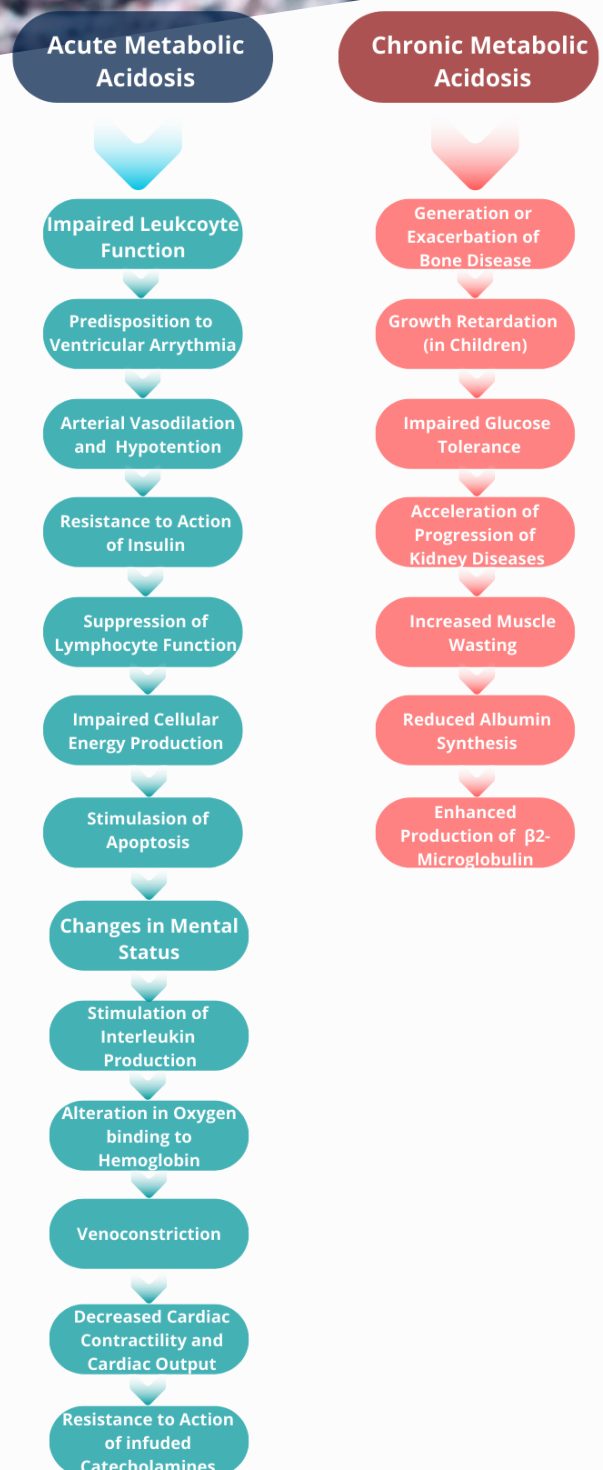 Acute Metabolic
Acidosis
Impaired Leukcoyte
Function
Predisposition to
Ventricular Arrythmia
Arterial Vasodilation
and Hypotention
Resistance to Action
of Insulin
Suppression of
Lymphocyte Function
Impaired Cellular
Energy Production
Stimulasion of
Apoptosis
Changes in Mental
Status
Stimulation of
Interleukin
Production
Alteration in Oxygen
binding to
Hemoglobin
Venoconstriction
Decreased Cardiac
Contractility and
Cardiac Output
Resistance to Action
of infuded
Catecholamines
Chronic Metabolic
Acidosis
Generation or
Exacerbation of
Bone Disease
Growth Retardation
(in Children)
Impaired Glucose
Tolerance
Acceleration of
Progression of
Kidney Diseases
Increased Muscle
Wasting
Reduced Albumin
Synthesis
Enhanced
Production of β2-
Microglobulin